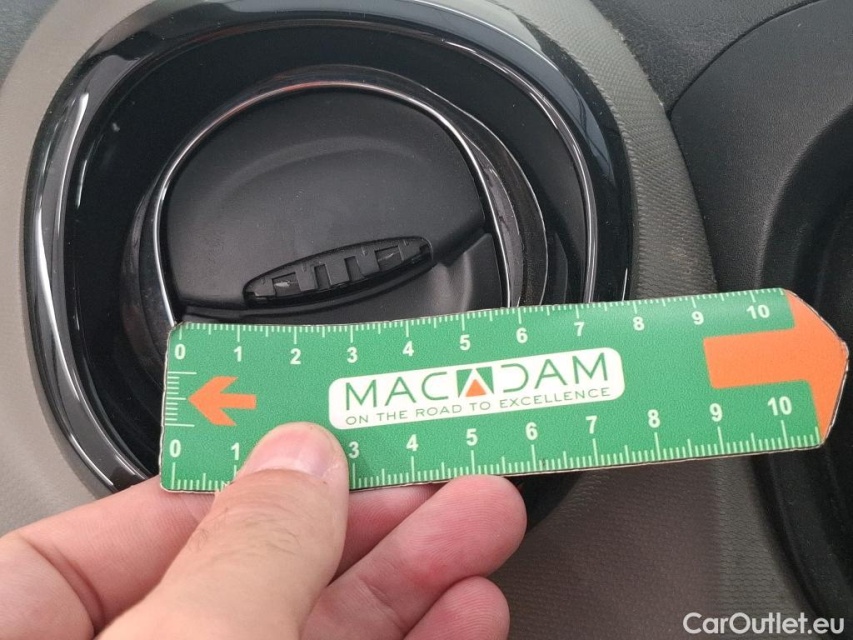 0 1 2 3 4 5 6 7 8 9 10
MACADAM
ON THE ROAD TO EXCELLENCE
0 1 3 4 5 6 7 8 9 10
CarOutlet.eu